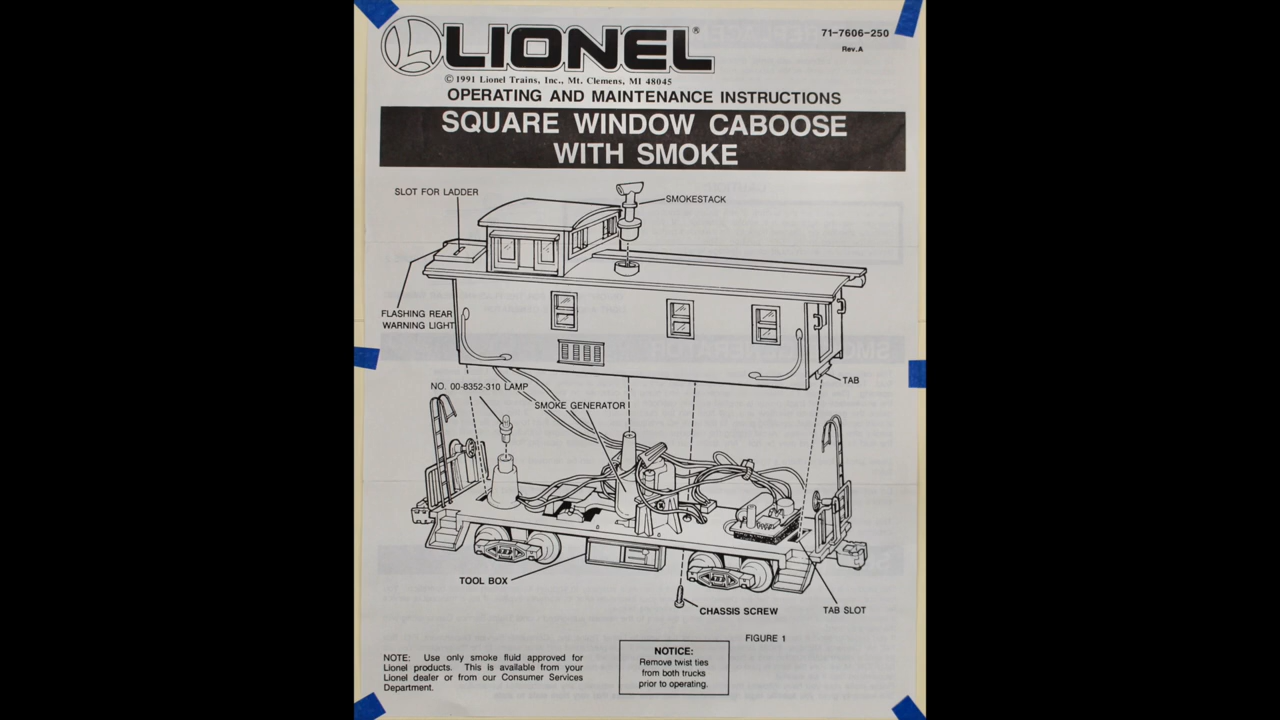 LIONEL®
71-7606-250
Rev.A
© 1991 Lionel Trains, Inc., Mt. Clemens, MI 48045
OPERATING AND MAINTENANCE INSTRUCTIONS
SQUARE WINDOW CABOOSE
WITH SMOKE
SLOT FOR LADDER
SMOKESTACK
FLASHING REAR
WARNING LIGHT
TAB
NO. 00-8352-310 LAMP
SMOKE GENERATOR
TOOL BOX
CHASSIS SCREW
TAB SLOT
FIGURE 1
NOTE: Use only smoke fluid approved for
Lionel products. This is available from your
Lionel dealer or from our Consumer Services
Department.
NOTICE:
Remove twist ties
from both trucks
prior to operating.